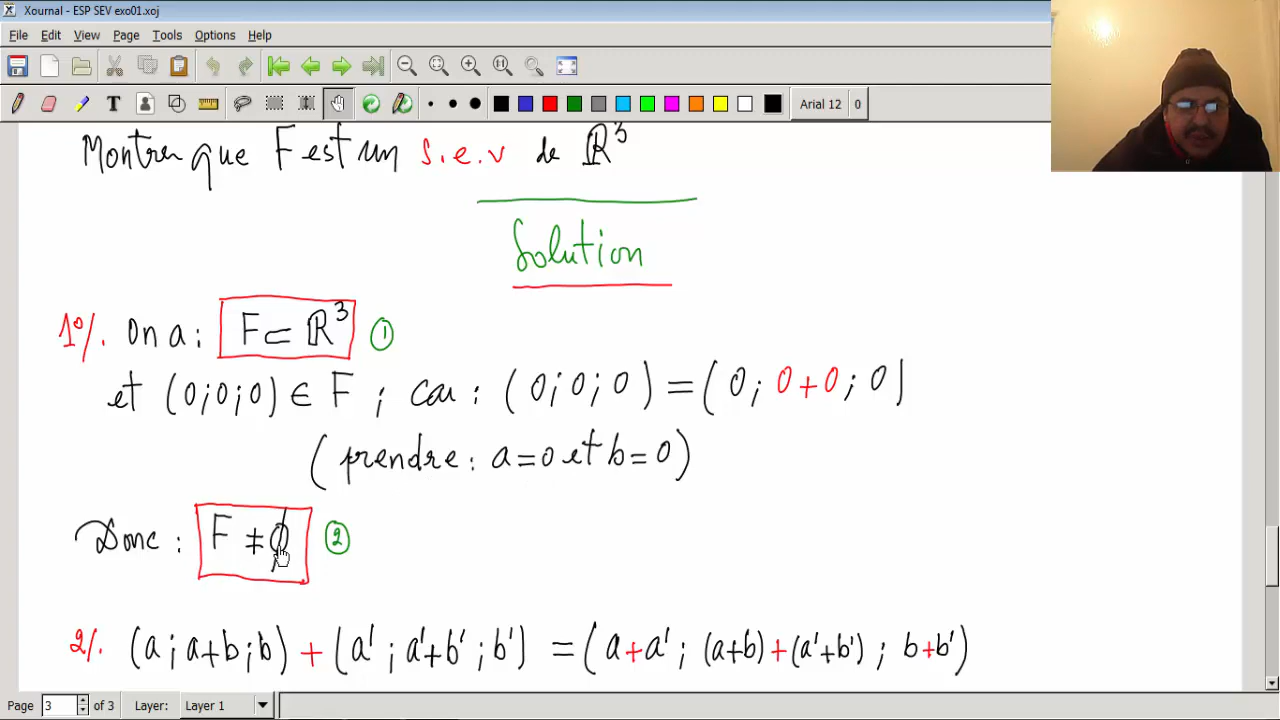 Xournal - ESP SEV exo01.xoj
File Edit View Page Tools Options Help
Arial 12 0
Montrer que F est un s.e.v de ℝ³
Solution
1°/. On a : F ⊂ ℝ³ ①
et (0;0;0) ∈ F ; car : (0;0;0) = (0; 0+0; 0)
(prendre : a=0 et b=0)
Donc : F ≠ ∅ ②
2/. (a; a+b; b) + (a'; a'+b'; b') = (a+a'; (a+b)+(a'+b'); b+b')
Page 3 of 3 Layer: Layer 1